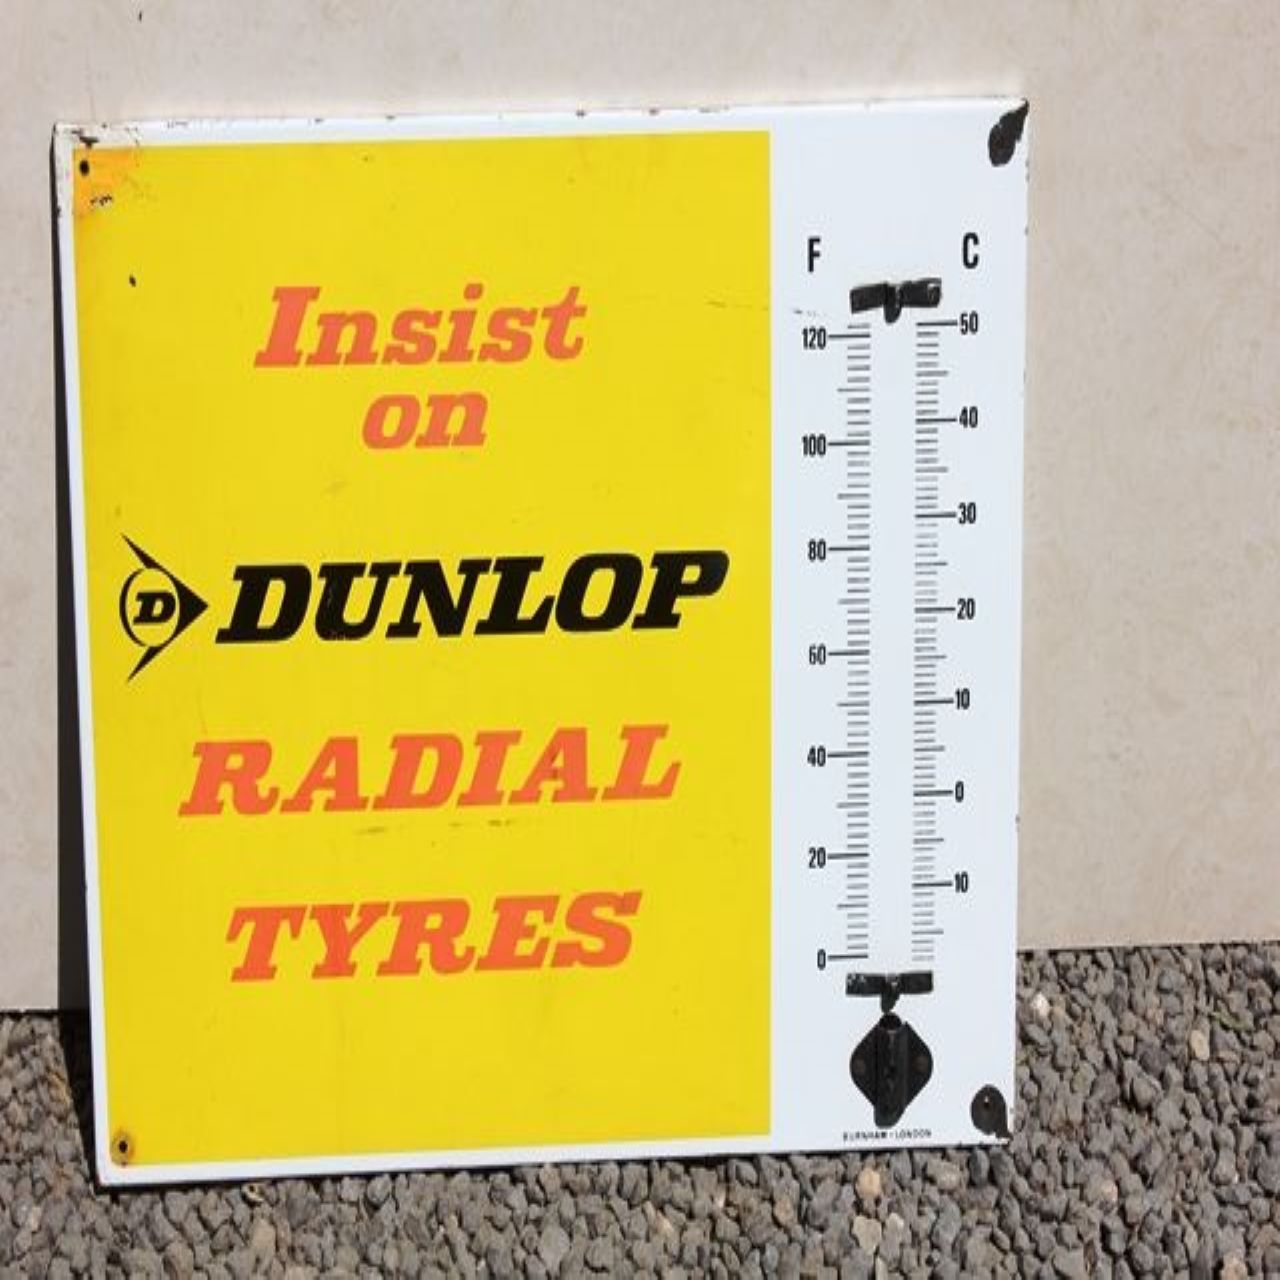 Insist
on
D DUNLOP
RADIAL
TYRES
F C
120 50
100 40
80 30
60 20
40 10
20 0
0 10
BURNHAM - LONDON